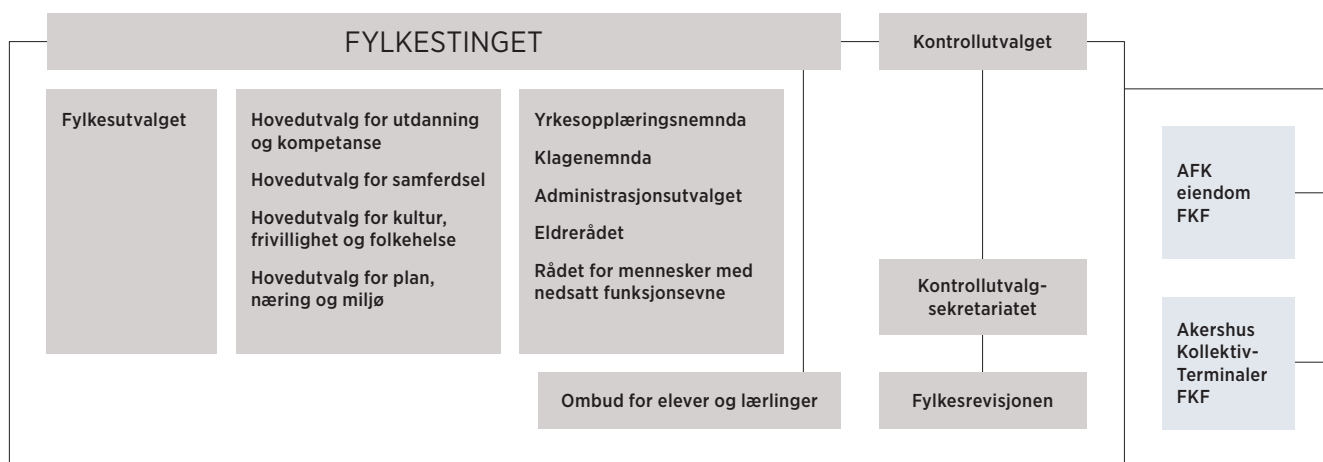 FYLKESTINGET
Kontrollutvalget
Fylkesutvalget
Hovedutvalg for utdanning
og kompetanse
Hovedutvalg for samferdsel
Hovedutvalg for kultur,
frivillighet og folkehelse
Hovedutvalg for plan,
næring og miljø
Yrkesopplæringsnemnda
Klagenemnda
Administrasjonsutvalget
Eldrerådet
Rådet for mennesker med
nedsatt funksjonsevne
Ombud for elever og lærlinger
Kontrollutvalg-
sekretariatet
Fylkesrevisjonen
AFK
eiendom
FKF
Akershus
Kollektiv-
Terminaler
FKF